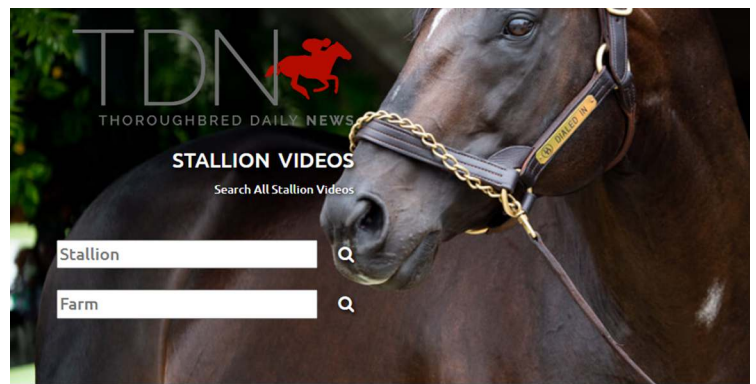 TDN
THOROUGHBRED DAILY NEWS
STALLION VIDEOS
Search All Stallion Videos
Stallion
Farm
DIALED IN